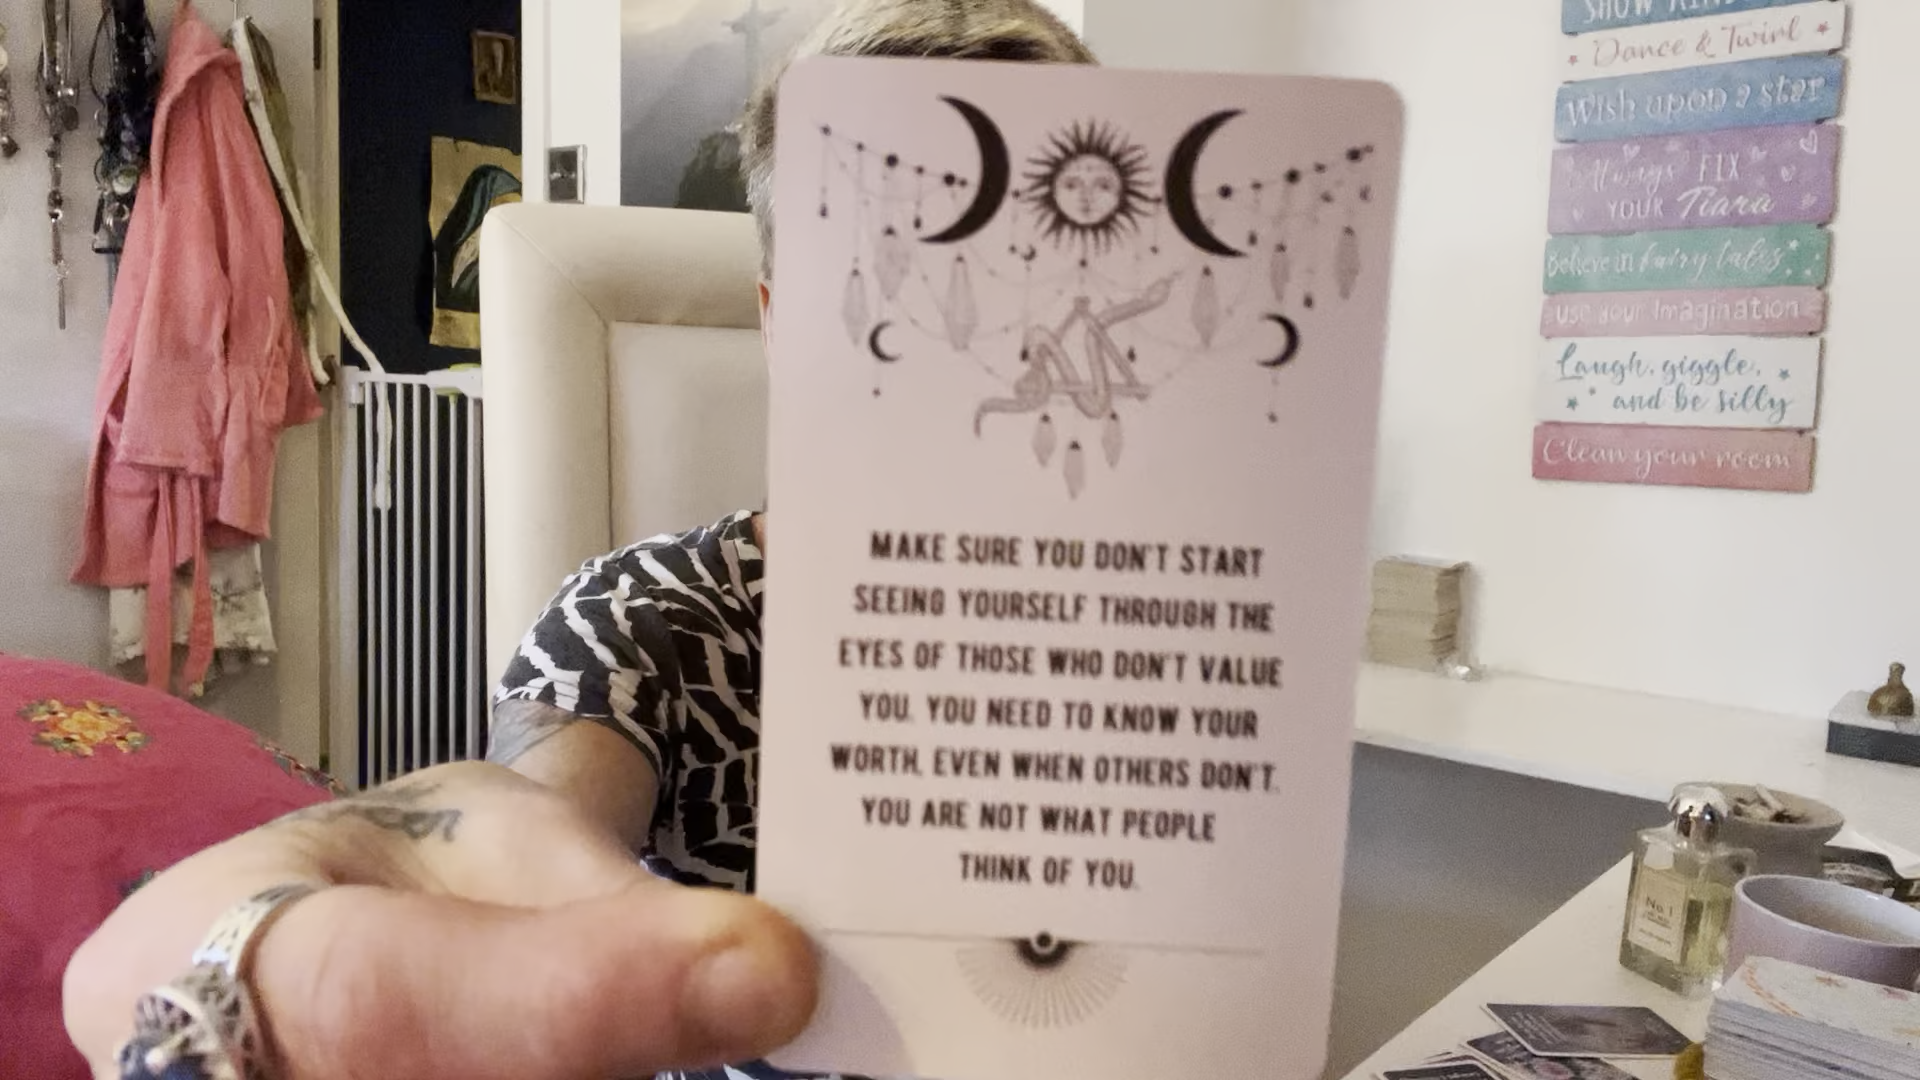 MAKE SURE YOU DON'T START
SEEING YOURSELF THROUGH THE
EYES OF THOSE WHO DON'T VALUE
YOU. YOU NEED TO KNOW YOUR
WORTH, EVEN WHEN OTHERS DON'T.
YOU ARE NOT WHAT PEOPLE
THINK OF YOU.
SHOW
Dance & Twirl
Wish upon a star
Always FIX
YOUR Tiara
Believe in fairy tales
use your Imagination
Laugh, giggle,
and be silly
Clean your room
No 1